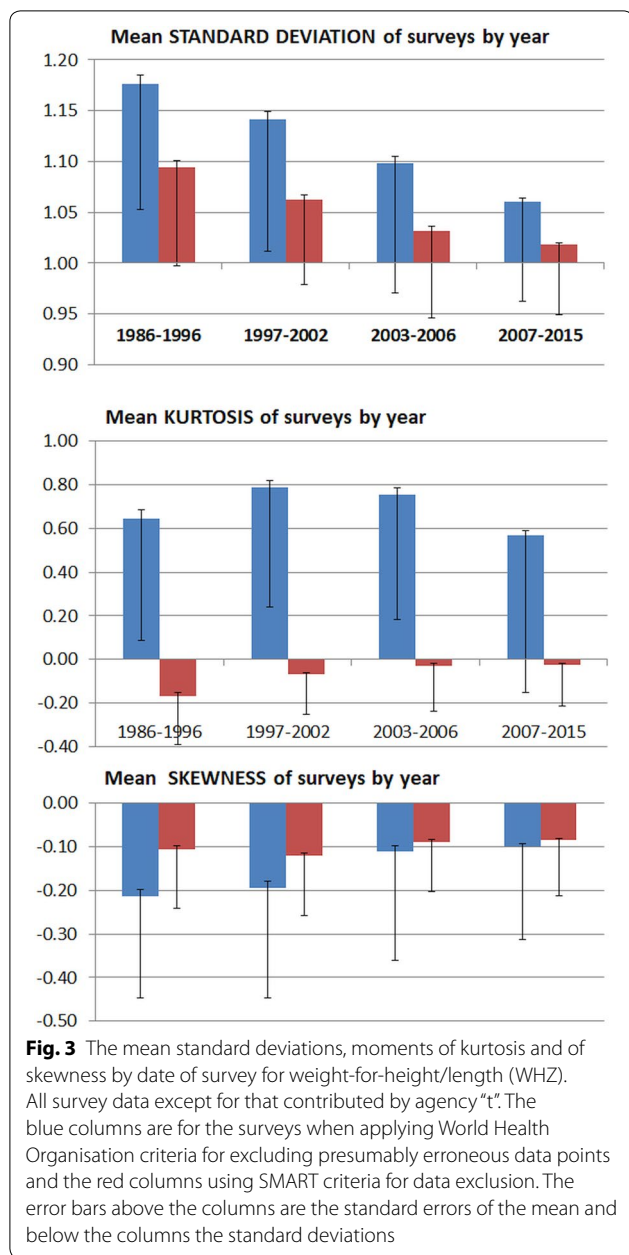 Mean STANDARD DEVIATION of surveys by year
1.20
1.15
1.10
1.05
1.00
0.95
0.90
1986-1996 1997-2002 2003-2006 2007-2015
Mean KURTOSIS of surveys by year
1.00
0.80
0.60
0.40
0.20
0.00
-0.20
-0.40
1986-1996 1997-2002 2003-2006 2007-2015
Mean SKEWNESS of surveys by year
0.00
-0.10
-0.20
-0.30
-0.40
-0.50
Fig. 3 The mean standard deviations, moments of kurtosis and of
skewness by date of survey for weight-for-height/length (WHZ).
All survey data except for that contributed by agency “t”. The
blue columns are for the surveys when applying World Health
Organisation criteria for excluding presumably erroneous data points
and the red columns using SMART criteria for data exclusion. The
error bars above the columns are the standard errors of the mean and
below the columns the standard deviations